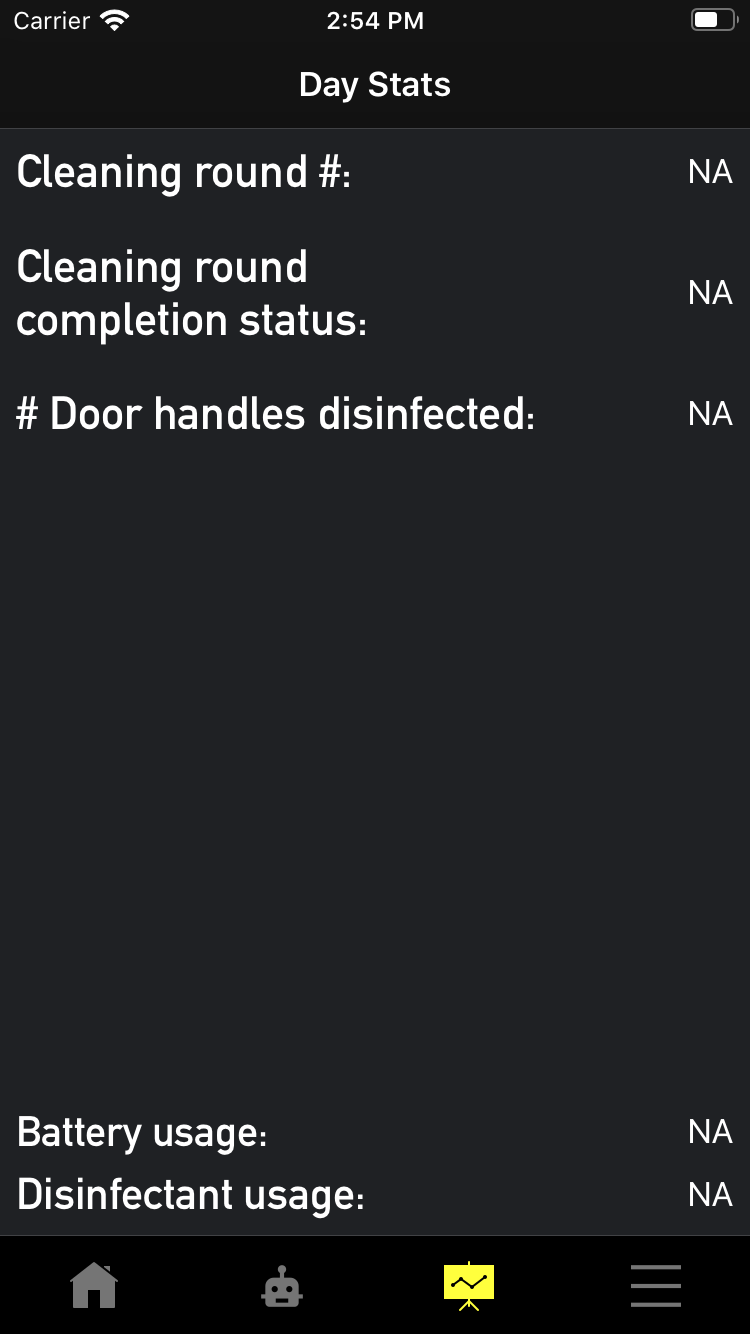 Carrier 2:54 PM
Day Stats
Cleaning round #: NA
Cleaning round
completion status: NA
# Door handles disinfected: NA
Battery usage: NA
Disinfectant usage: NA